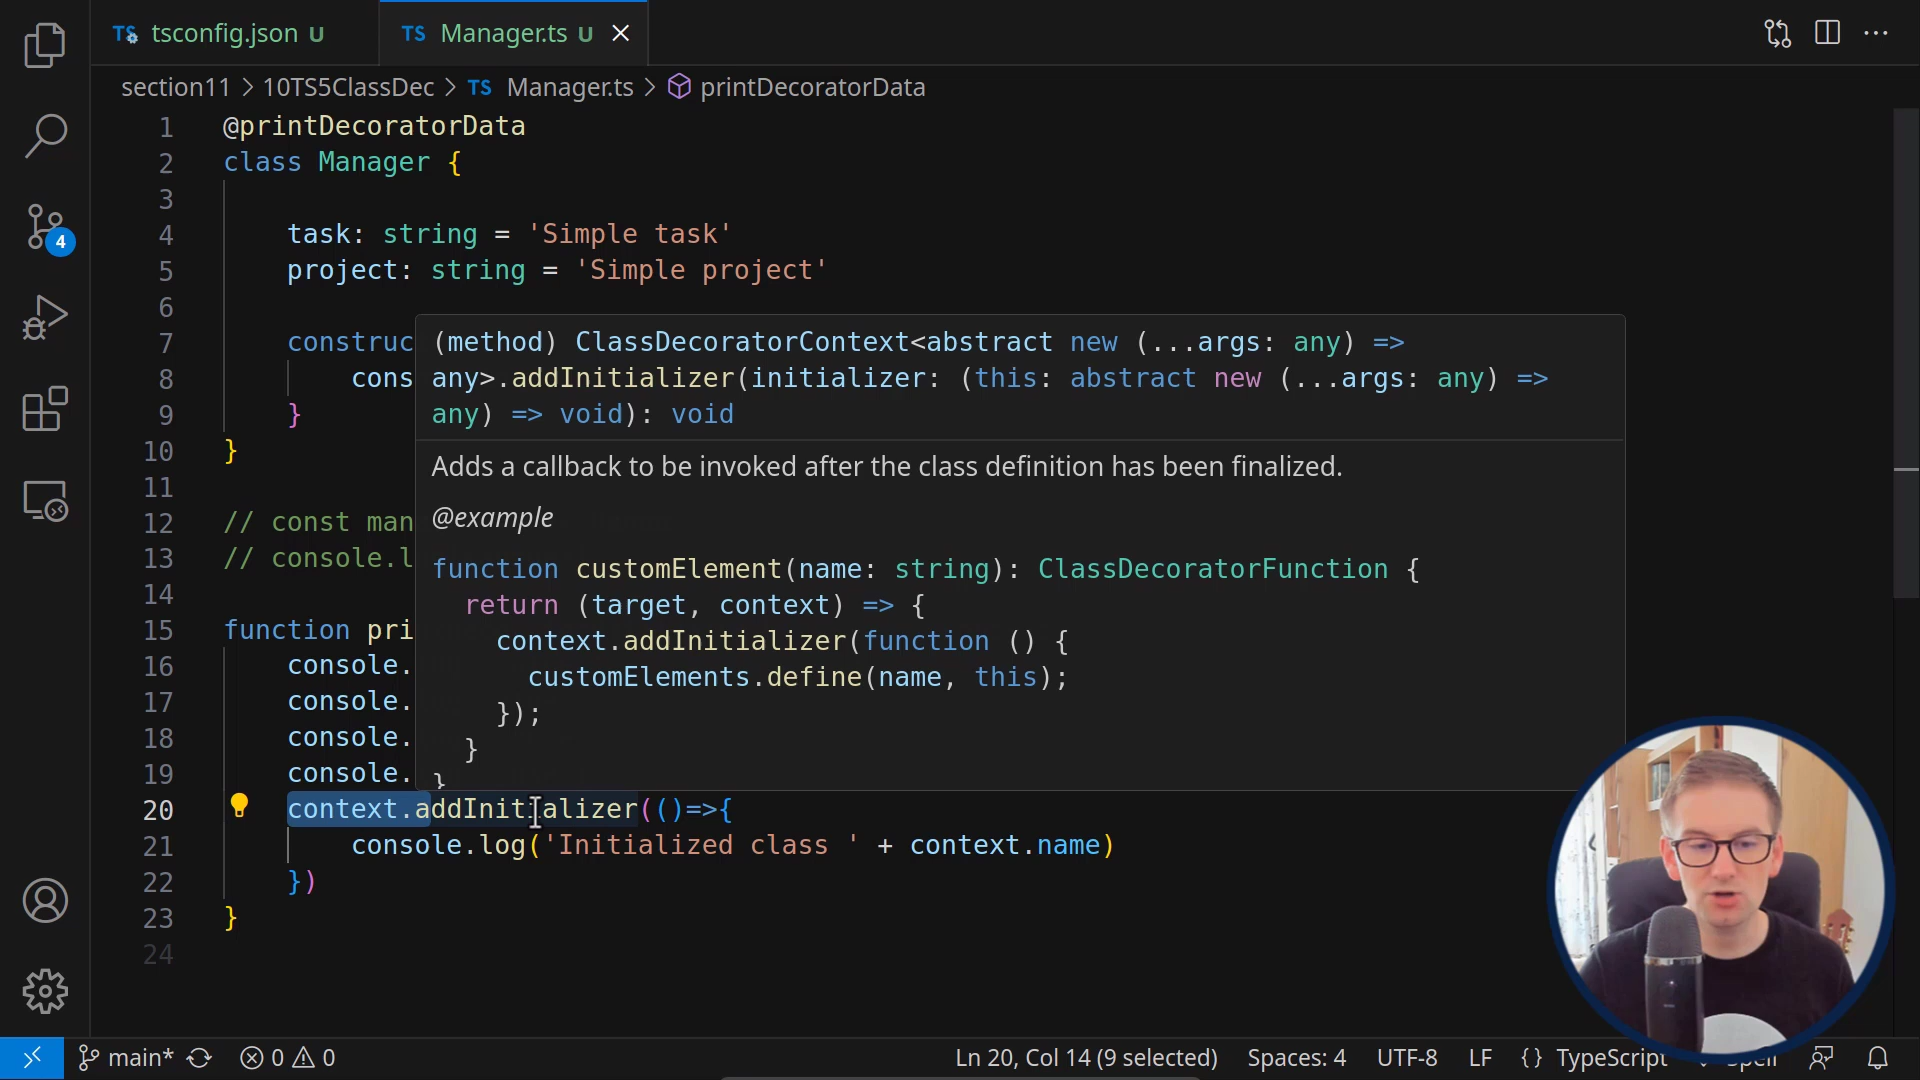 tsconfig.json U
Manager.ts U
section11 > 10TS5ClassDec > TS Manager.ts > printDecoratorData
1 @printDecoratorData
2 class Manager {
3
4 task: string = 'Simple task'
5 project: string = 'Simple project'
6
7 construc
8 cons
9 }
10 }
11
12 // const man
13 // console.l
14
15 function pri
16 console.
17 console.
18 console.
19 console.
20 context.addInitializer(()=>{
21 console.log('Initialized class ' + context.name)
22 })
23 }
24
(method) ClassDecoratorContext<abstract new (...args: any) =>
any>.addInitializer(initializer: (this: abstract new (...args: any) =>
any) => void): void
Adds a callback to be invoked after the class definition has been finalized.
@example
function customElement(name: string): ClassDecoratorFunction {
return (target, context) => {
context.addInitializer(function () {
customElements.define(name, this);
});
}
}
4
main* 0 0 Ln 20, Col 14 (9 selected) Spaces: 4 UTF-8 LF {} TypeScript Spell